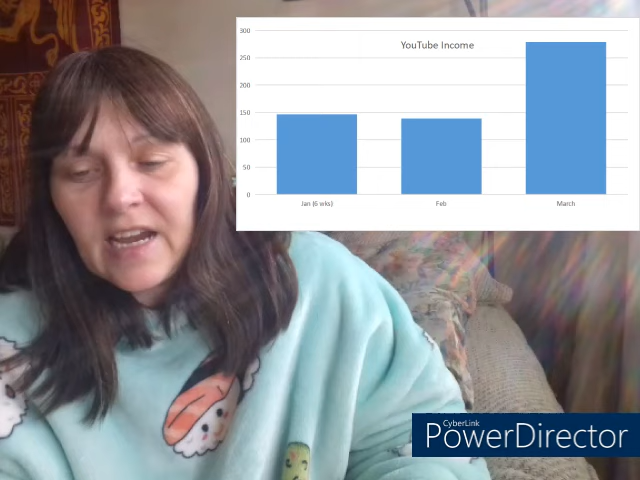 YouTube Income
300
250
200
150
100
50
0
Jan (6 wks)
Feb
March
CyberLink
PowerDirector